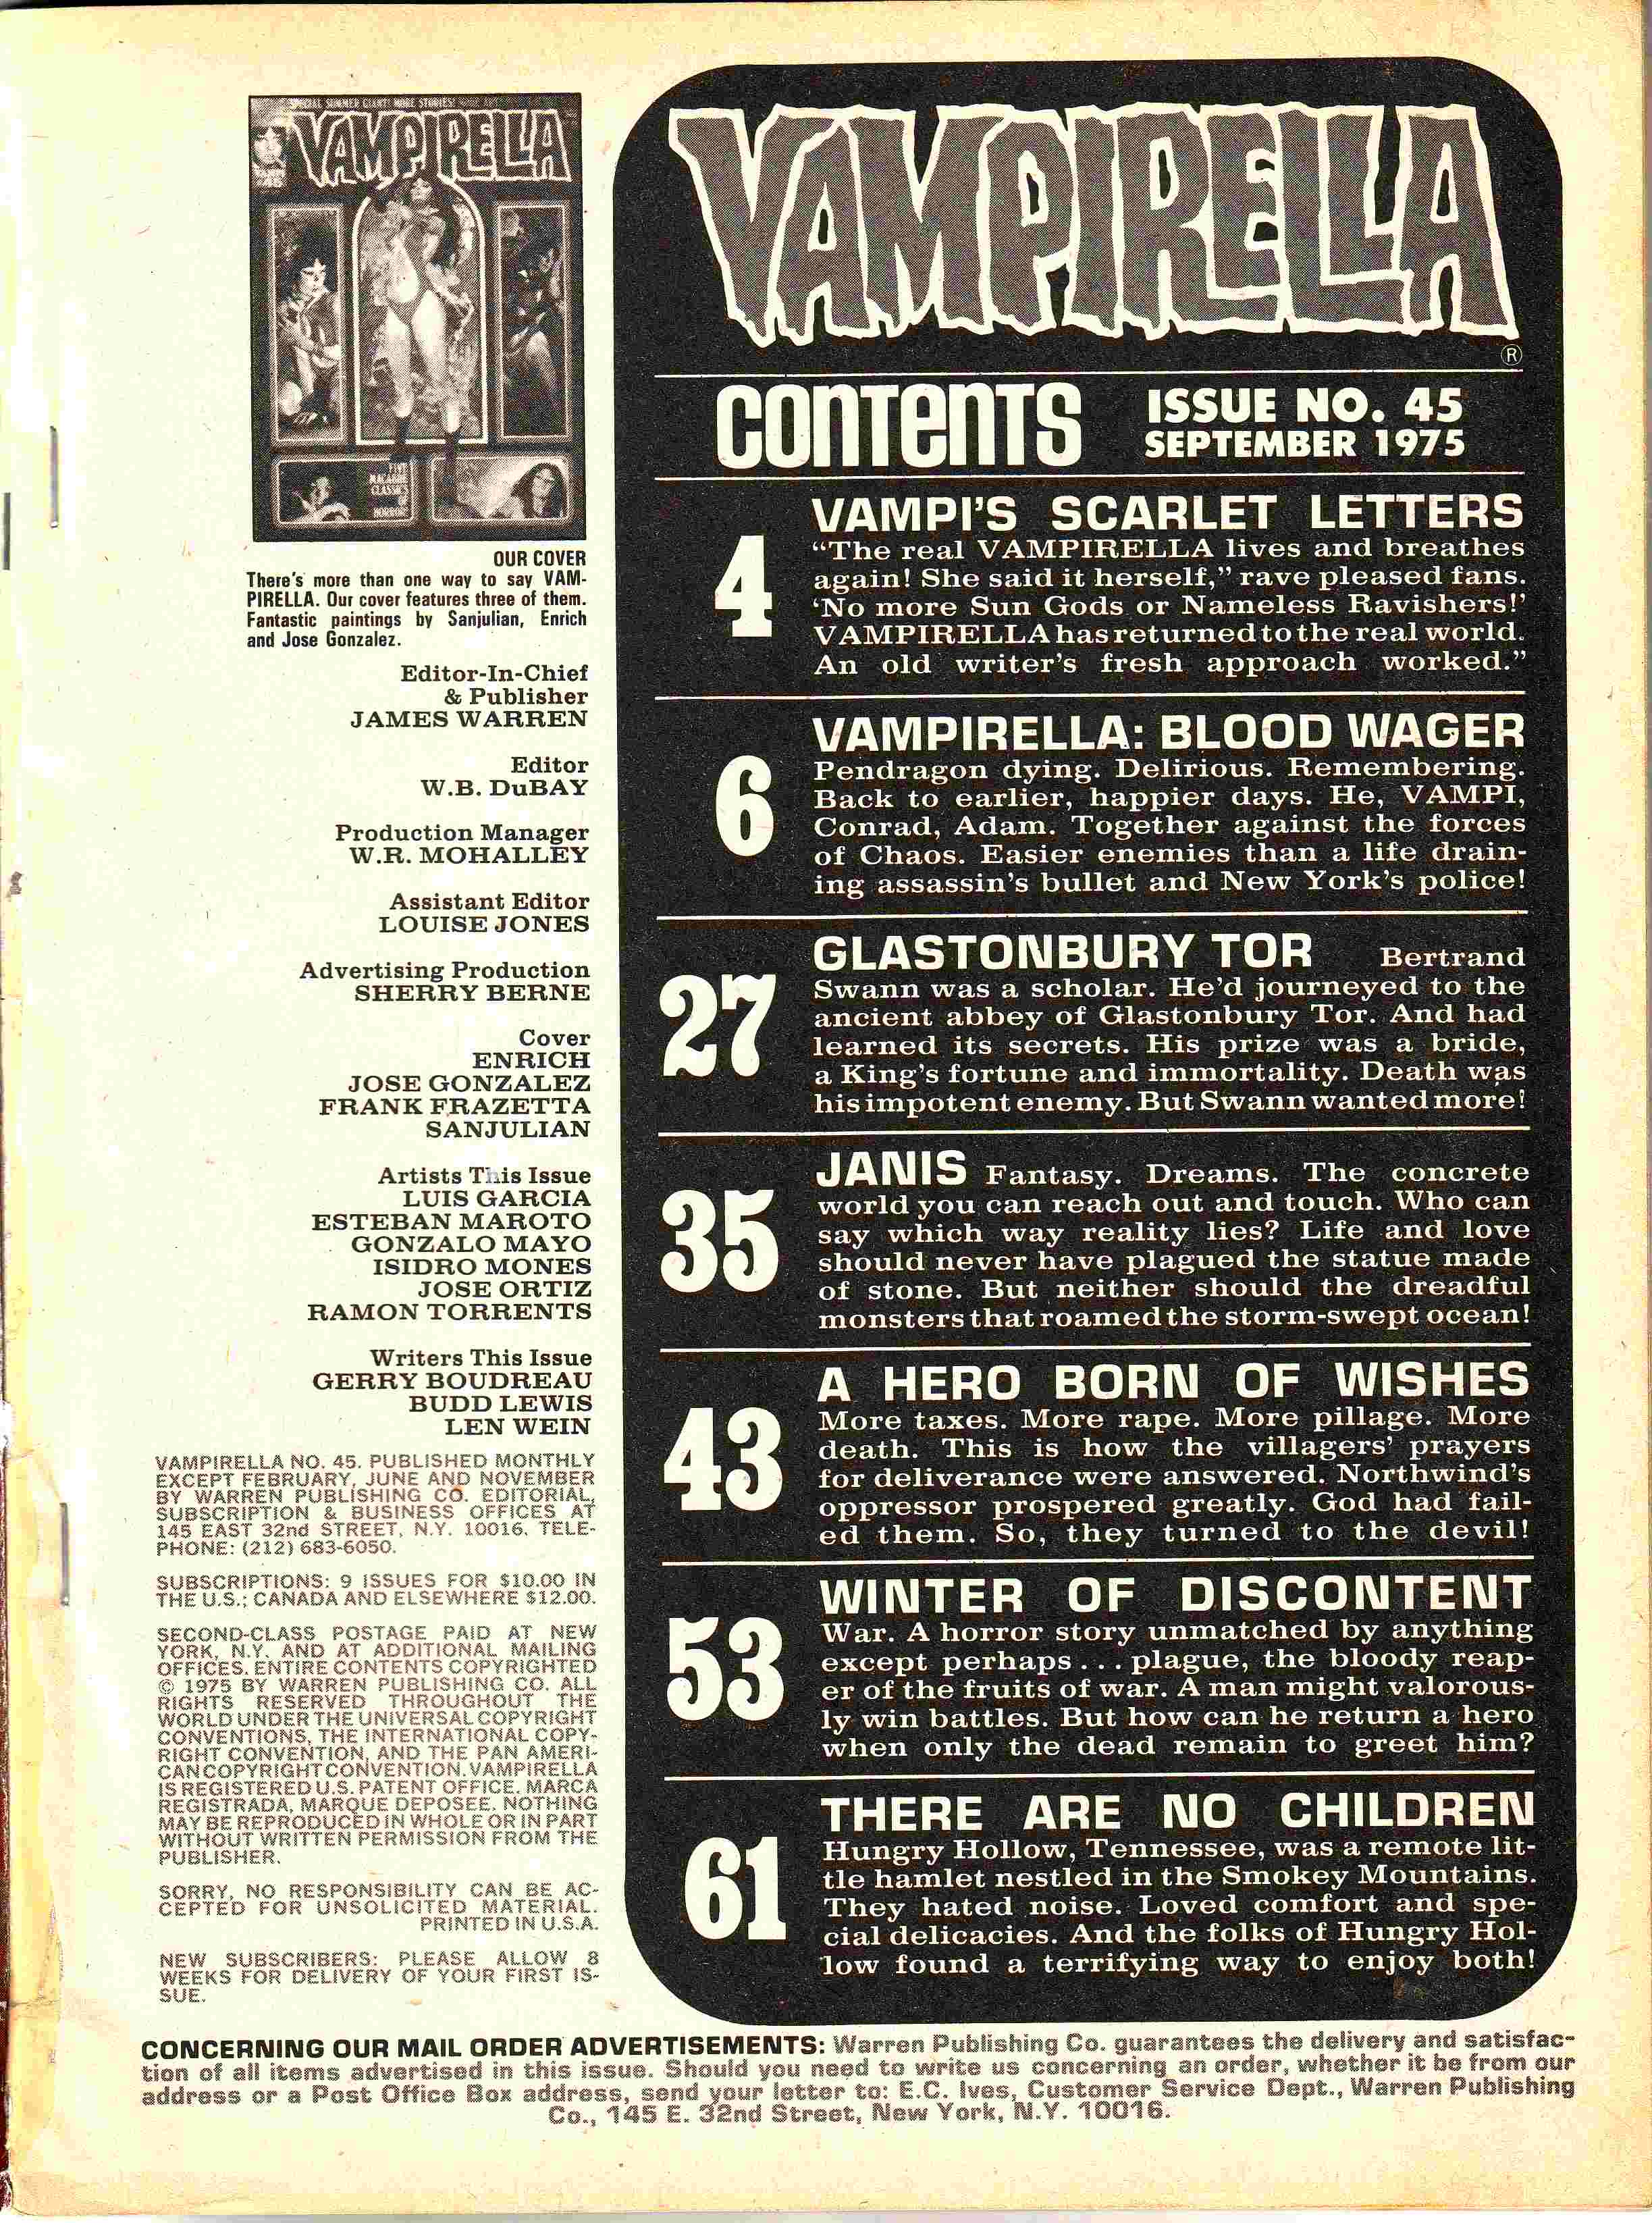 SPECIAL SUMMER GIANT! MORE STORIES! MORE ART!
VAMPIRELLA
#45
FIVE
MACABRE
CLASSICS
OF
HORROR!
OUR COVER
There's more than one way to say VAM-
PIRELLA. Our cover features three of them.
Fantastic paintings by Sanjulian, Enrich
and Jose Gonzalez.
Editor-In-Chief
& Publisher
JAMES WARREN
Editor
W.B. DuBAY
Production Manager
W.R. MOHALLEY
Assistant Editor
LOUISE JONES
Advertising Production
SHERRY BERNE
Cover
ENRICH
JOSE GONZALEZ
FRANK FRAZETTA
SANJULIAN
Artists This Issue
LUIS GARCIA
ESTEBAN MAROTO
GONZALO MAYO
ISIDRO MONES
JOSE ORTIZ
RAMON TORRENTS
Writers This Issue
GERRY BOUDREAU
BUDD LEWIS
LEN WEIN
VAMPIRELLA NO. 45. PUBLISHED MONTHLY
EXCEPT FEBRUARY, JUNE AND NOVEMBER
BY WARREN PUBLISHING CO. EDITORIAL,
SUBSCRIPTION & BUSINESS OFFICES AT
145 EAST 32nd STREET, N.Y. 10016. TELE-
PHONE: (212) 683-6050.
SUBSCRIPTIONS: 9 ISSUES FOR $10.00 IN
THE U.S.; CANADA AND ELSEWHERE $12.00.
SECOND-CLASS POSTAGE PAID AT NEW
YORK, N.Y. AND AT ADDITIONAL MAILING
OFFICES. ENTIRE CONTENTS COPYRIGHTED
© 1975 BY WARREN PUBLISHING CO. ALL
RIGHTS RESERVED THROUGHOUT THE
WORLD UNDER THE UNIVERSAL COPYRIGHT
CONVENTIONS, THE INTERNATIONAL COPY-
RIGHT CONVENTION, AND THE PAN AMERI-
CAN COPYRIGHT CONVENTION. VAMPIRELLA
IS REGISTERED U.S. PATENT OFFICE, MARCA
REGISTRADA, MARQUE DEPOSEE. NOTHING
MAY BE REPRODUCED IN WHOLE OR IN PART
WITHOUT WRITTEN PERMISSION FROM THE
PUBLISHER.
SORRY, NO RESPONSIBILITY CAN BE AC-
CEPTED FOR UNSOLICITED MATERIAL.
PRINTED IN U.S.A.
NEW SUBSCRIBERS: PLEASE ALLOW 8
WEEKS FOR DELIVERY OF YOUR FIRST IS-
SUE.
VAMPIRELLA
®
CONTENTS
ISSUE NO. 45
SEPTEMBER 1975
4
VAMPI'S SCARLET LETTERS
“The real VAMPIRELLA lives and breathes
again! She said it herself,” rave pleased fans.
‘No more Sun Gods or Nameless Ravishers!’
VAMPIRELLA has returned to the real world.
An old writer's fresh approach worked.”
6
VAMPIRELLA: BLOOD WAGER
Pendragon dying. Delirious. Remembering.
Back to earlier, happier days. He, VAMPI,
Conrad, Adam. Together against the forces
of Chaos. Easier enemies than a life drain-
ing assassin's bullet and New York's police!
27
GLASTONBURY TOR Bertrand
Swann was a scholar. He'd journeyed to the
ancient abbey of Glastonbury Tor. And had
learned its secrets. His prize was a bride,
a King's fortune and immortality. Death was
his impotent enemy. But Swann wanted more!
35
JANIS Fantasy. Dreams. The concrete
world you can reach out and touch. Who can
say which way reality lies? Life and love
should never have plagued the statue made
of stone. But neither should the dreadful
monsters that roamed the storm-swept ocean!
43
A HERO BORN OF WISHES
More taxes. More rape. More pillage. More
death. This is how the villagers' prayers
for deliverance were answered. Northwind's
oppressor prospered greatly. God had fail-
ed them. So, they turned to the devil!
53
WINTER OF DISCONTENT
War. A horror story unmatched by anything
except perhaps . . . plague, the bloody reap-
er of the fruits of war. A man might valorous-
ly win battles. But how can he return a hero
when only the dead remain to greet him?
61
THERE ARE NO CHILDREN
Hungry Hollow, Tennessee, was a remote lit-
tle hamlet nestled in the Smokey Mountains.
They hated noise. Loved comfort and spe-
cial delicacies. And the folks of Hungry Hol-
low found a terrifying way to enjoy both!
CONCERNING OUR MAIL ORDER ADVERTISEMENTS: Warren Publishing Co. guarantees the delivery and satisfac-
tion of all items advertised in this issue. Should you need to write us concerning an order, whether it be from our
address or a Post Office Box address, send your letter to: E.C. Ives, Customer Service Dept., Warren Publishing
Co., 145 E. 32nd Street, New York, N.Y. 10016.